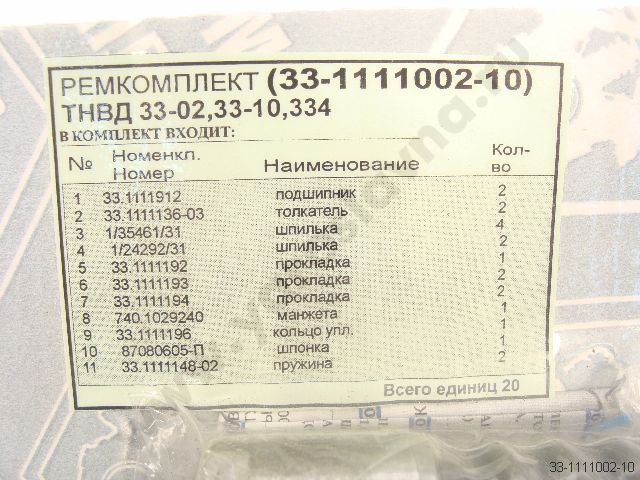 РЕМКОМПЛЕКТ (33-1111002-10)
ТНВД 33-02,33-10,334
В КОМПЛЕКТ ВХОДИТ:
№ Номенкл. Номер Наименование Кол-во
1 33.1111912 подшипник 2
2 33.1111136-03 толкатель 2
3 1/35461/31 шпилька 4
4 1/24292/31 шпилька 2
5 33.1111192 прокладка 1
6 33.1111193 прокладка 2
7 33.1111194 прокладка 2
8 740.1029240 манжета 1
9 33.1111196 кольцо упл. 1
10 87080605-П шпонка 1
11 33.1111148-02 пружина 2
Всего единиц 20
33-1111002-10